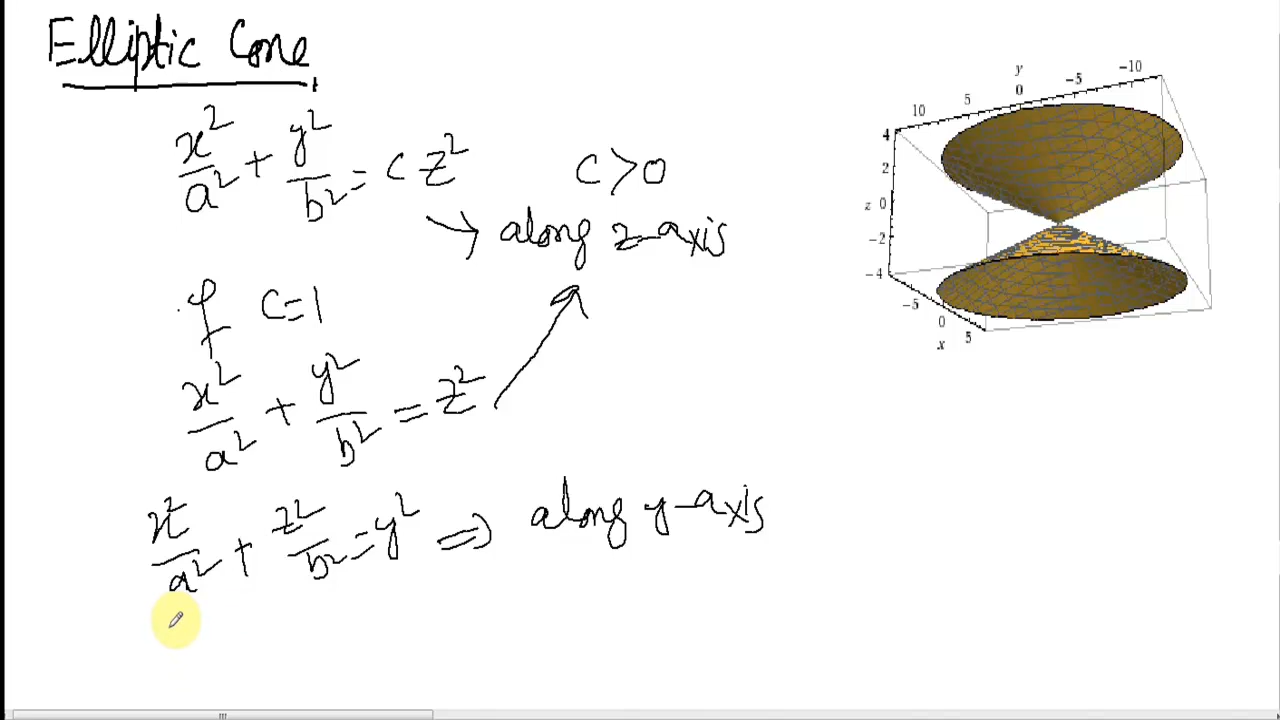 Elliptic Cone
x²/a² + y²/b² = c z²
c > 0
→ along z-axis
If c = 1
x²/a² + y²/b² = z²
x²/a² + z²/b² = y² ⇒ along y-axis
y
10 5 0 -5 -10
4
2
z 0
-2
-4
-5 0 5
x